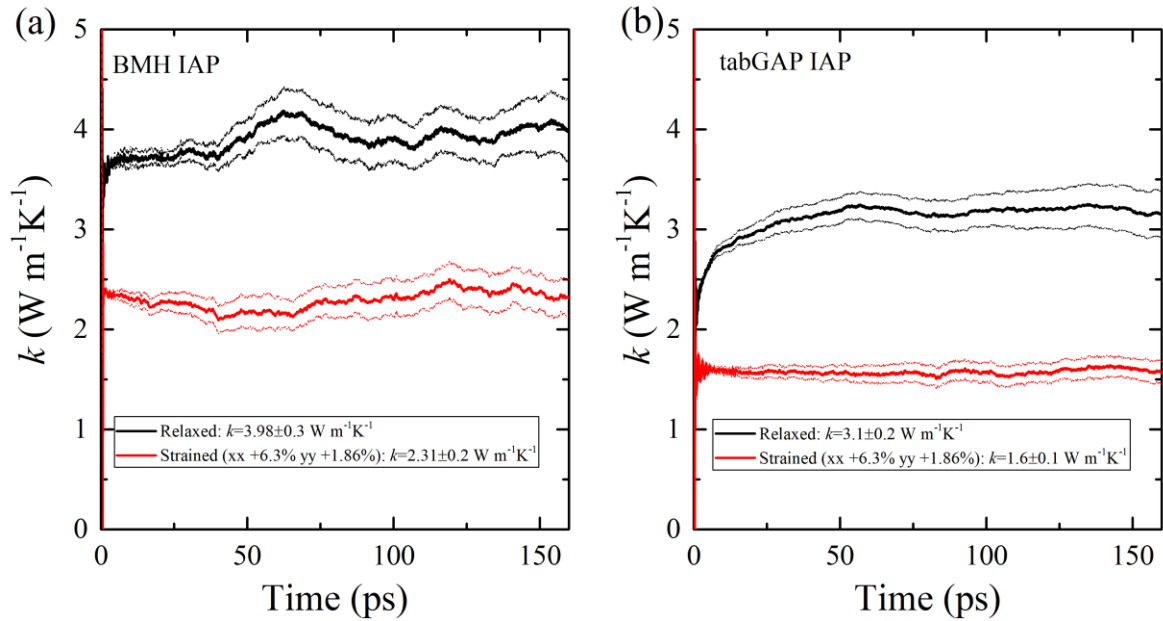 (a)
BMH IAP
5
4
3
2
1
0
k (W m-1K-1)
Relaxed: k=3.98±0.3 W m-1K-1
Strained (xx +6.3% yy +1.86%): k=2.31±0.2 W m-1K-1
0 50 100 150
Time (ps)
(b)
tabGAP IAP
5
4
3
2
1
0
k (W m-1K-1)
Relaxed: k=3.1±0.2 W m-1K-1
Strained (xx +6.3% yy +1.86%): k=1.6±0.1 W m-1K-1
0 50 100 150
Time (ps)